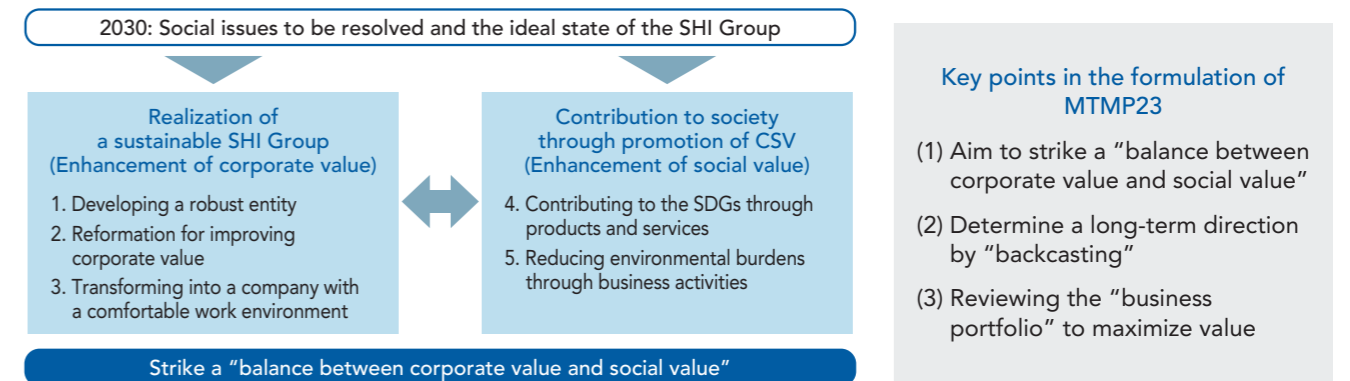 2030: Social issues to be resolved and the ideal state of the SHI Group
Realization of
a sustainable SHI Group
(Enhancement of corporate value)
1. Developing a robust entity
2. Reformation for improving
corporate value
3. Transforming into a company with
a comfortable work environment
Contribution to society
through promotion of CSV
(Enhancement of social value)
4. Contributing to the SDGs through
products and services
5. Reducing environmental burdens
through business activities
Strike a “balance between corporate value and social value”
Key points in the formulation of
MTMP23
(1) Aim to strike a “balance between
corporate value and social value”
(2) Determine a long-term direction
by “backcasting”
(3) Reviewing the “business
portfolio” to maximize value